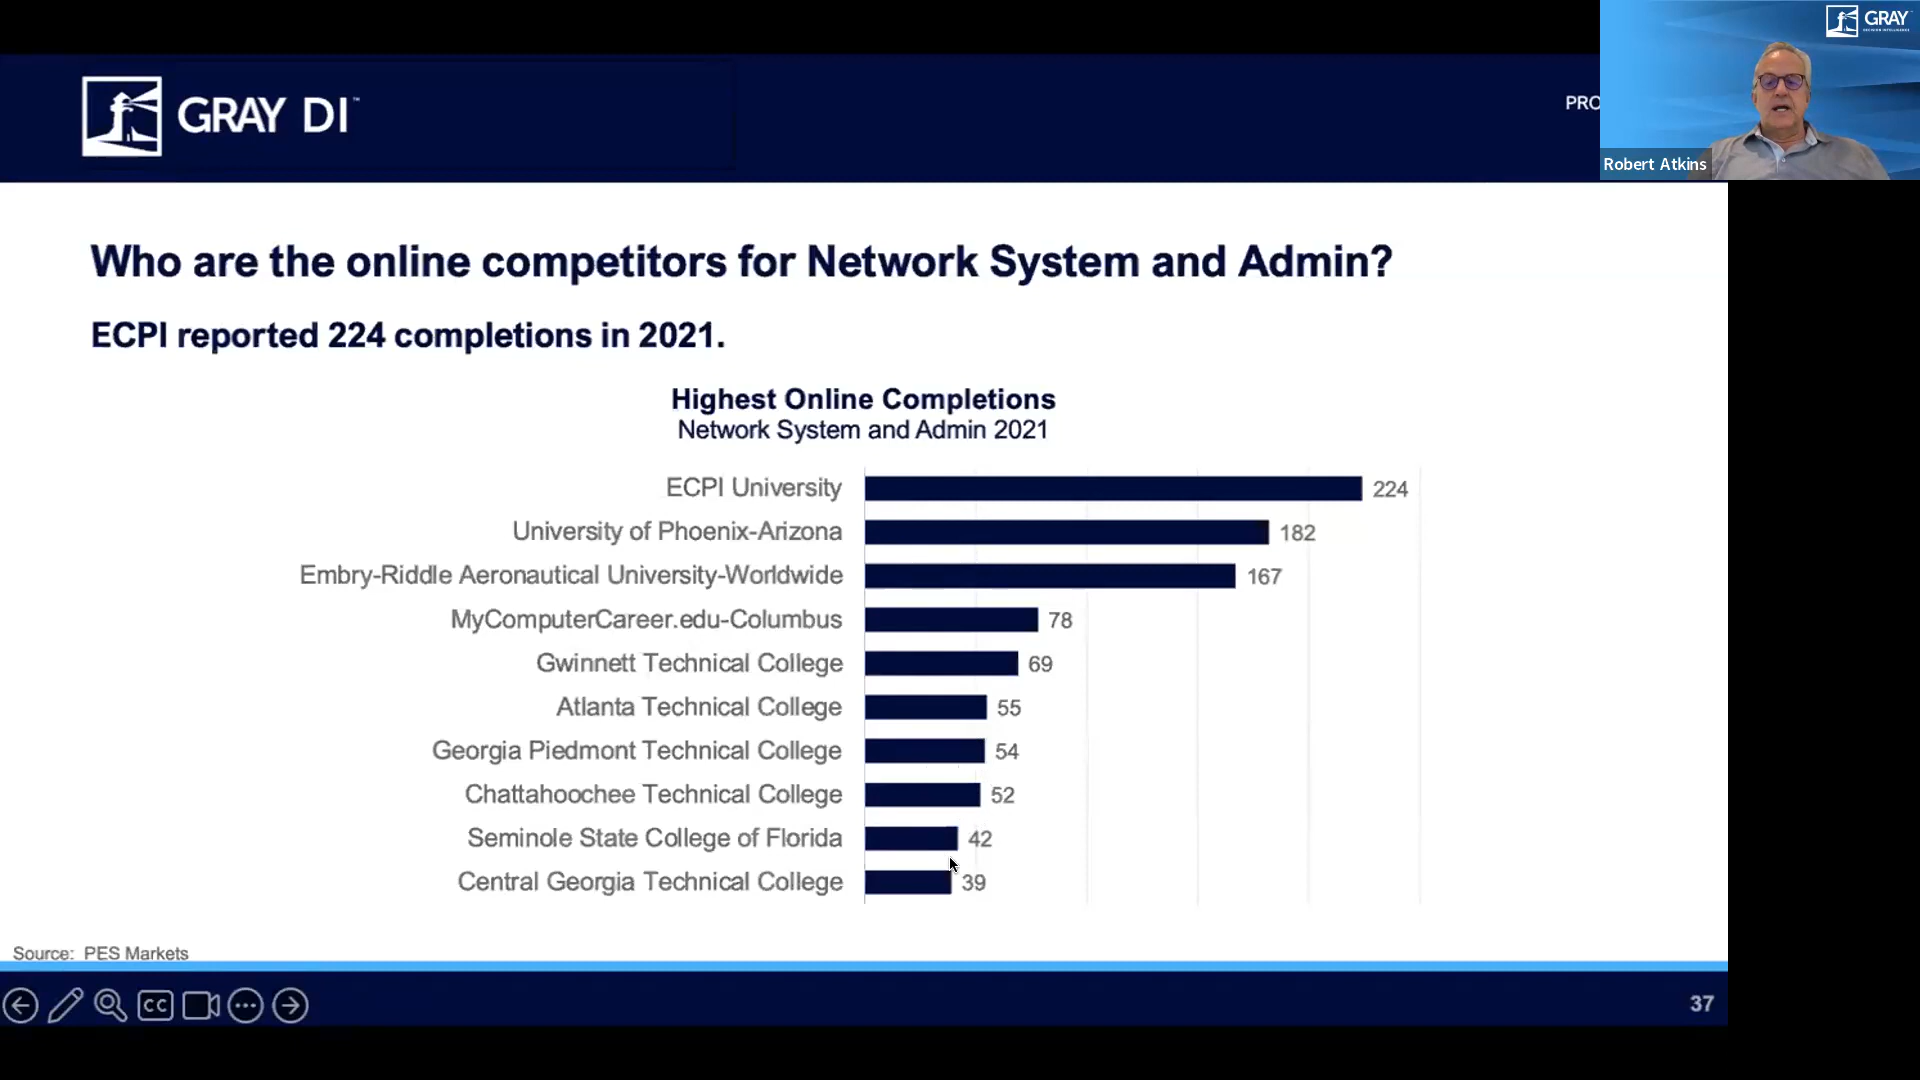 GRAY DI™
PRO
GRAY
Robert Atkins
Who are the online competitors for Network System and Admin?
ECPI reported 224 completions in 2021.
Highest Online Completions
Network System and Admin 2021
ECPI University 224
University of Phoenix-Arizona 182
Embry-Riddle Aeronautical University-Worldwide 167
MyComputerCareer.edu-Columbus 78
Gwinnett Technical College 69
Atlanta Technical College 55
Georgia Piedmont Technical College 54
Chattahoochee Technical College 52
Seminole State College of Florida 42
Central Georgia Technical College 39
Source: PES Markets
CC
37